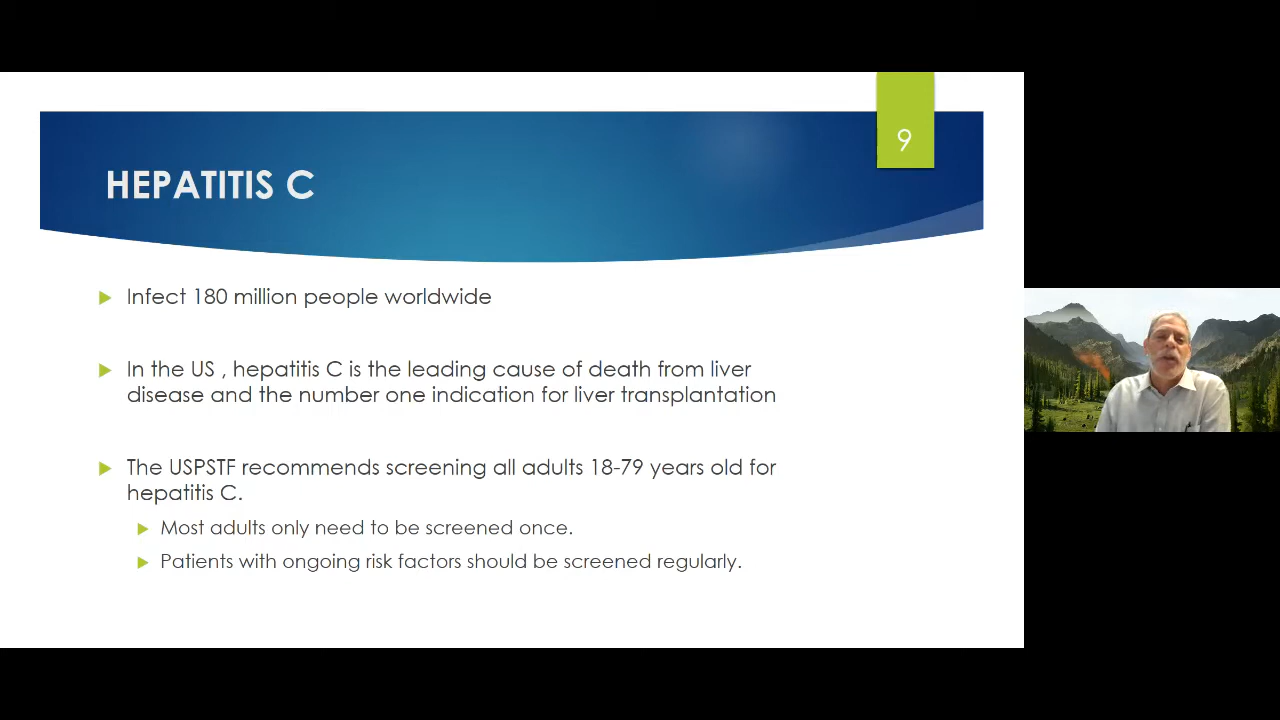 9
HEPATITIS C
Infect 180 million people worldwide
In the US , hepatitis C is the leading cause of death from liver
disease and the number one indication for liver transplantation
The USPSTF recommends screening all adults 18-79 years old for
hepatitis C.
Most adults only need to be screened once.
Patients with ongoing risk factors should be screened regularly.